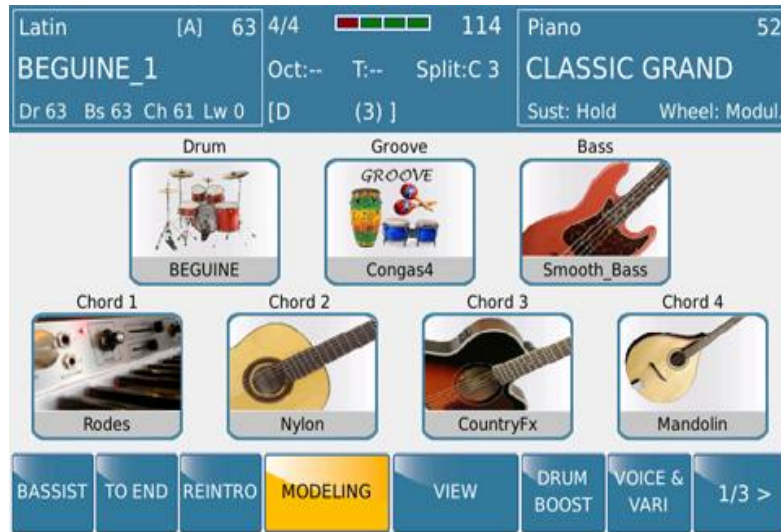 Latin [A] 63 4/4 114 Piano 52
BEGUINE_1 Oct:-- T:-- Split:C 3 CLASSIC GRAND
Dr 63 Bs 63 Ch 61 Lw 0 [D (3) ] Sust: Hold Wheel: Modul.
Drum Groove Bass
GROOVE
BEGUINE Congas4 Smooth_Bass
Chord 1 Chord 2 Chord 3 Chord 4
Rodes Nylon CountryFx Mandolin
BASSIST TO END REINTRO MODELING VIEW DRUM BOOST VOICE & VARI 1/3 >